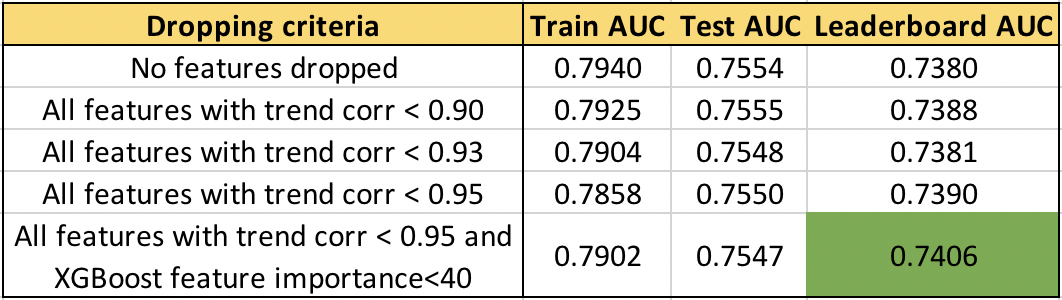 Dropping criteria Train AUC Test AUC Leaderboard AUC
No features dropped 0.7940 0.7554 0.7380
All features with trend corr < 0.90 0.7925 0.7555 0.7388
All features with trend corr < 0.93 0.7904 0.7548 0.7381
All features with trend corr < 0.95 0.7858 0.7550 0.7390
All features with trend corr < 0.95 and
XGBoost feature importance<40 0.7902 0.7547 0.7406